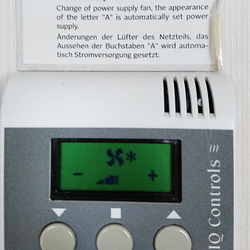 Change of power supply fan, the appearance
of the letter "A" is automatically set power
supply.
Änderungen der Lüfter des Netzteils, das
Aussehen der Buchstaben "A" wird automa-
tisch Stromversorgung gesetzt.
IQ Controls